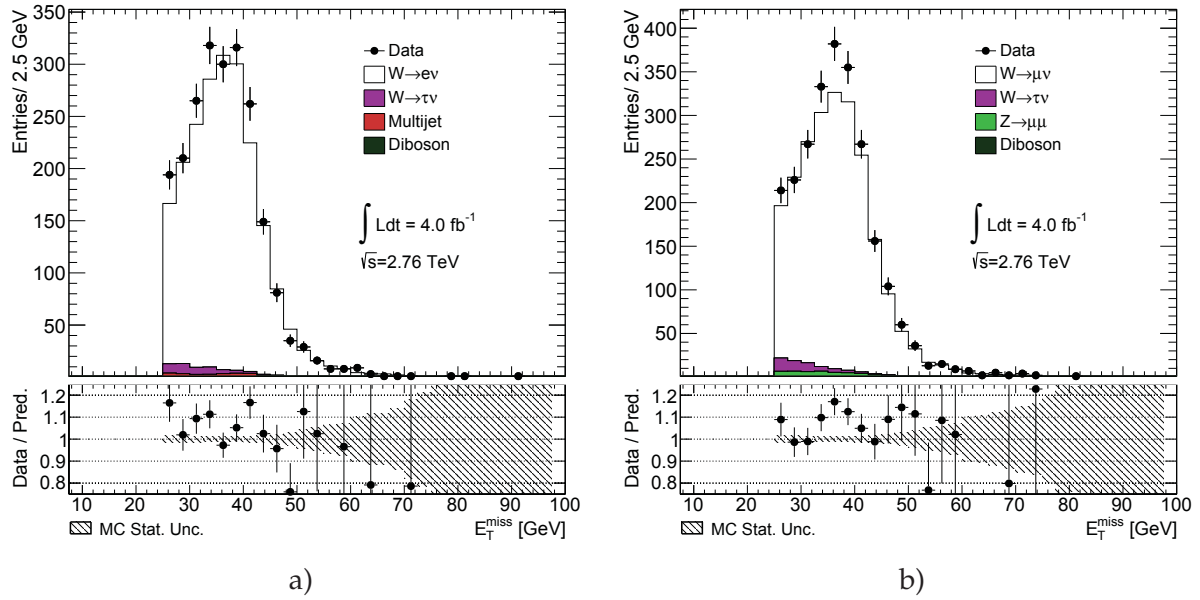 Entries/ 2.5 GeV
350
300
250
200
150
100
50
Data
W→eν
W→τν
Multijet
Diboson
∫ Ldt = 4.0 fb⁻¹
√s=2.76 TeV
Data / Pred.
1.2
1.1
1
0.9
0.8
10 20 30 40 50 60 70 80 90 100
MC Stat. Unc.
E_T^miss [GeV]
a)
Entries/ 2.5 GeV
400
350
300
250
200
150
100
50
Data
W→μν
W→τν
Z→μμ
Diboson
∫ Ldt = 4.0 fb⁻¹
√s=2.76 TeV
Data / Pred.
1.2
1.1
1
0.9
0.8
10 20 30 40 50 60 70 80 90 100
MC Stat. Unc.
E_T^miss [GeV]
b)